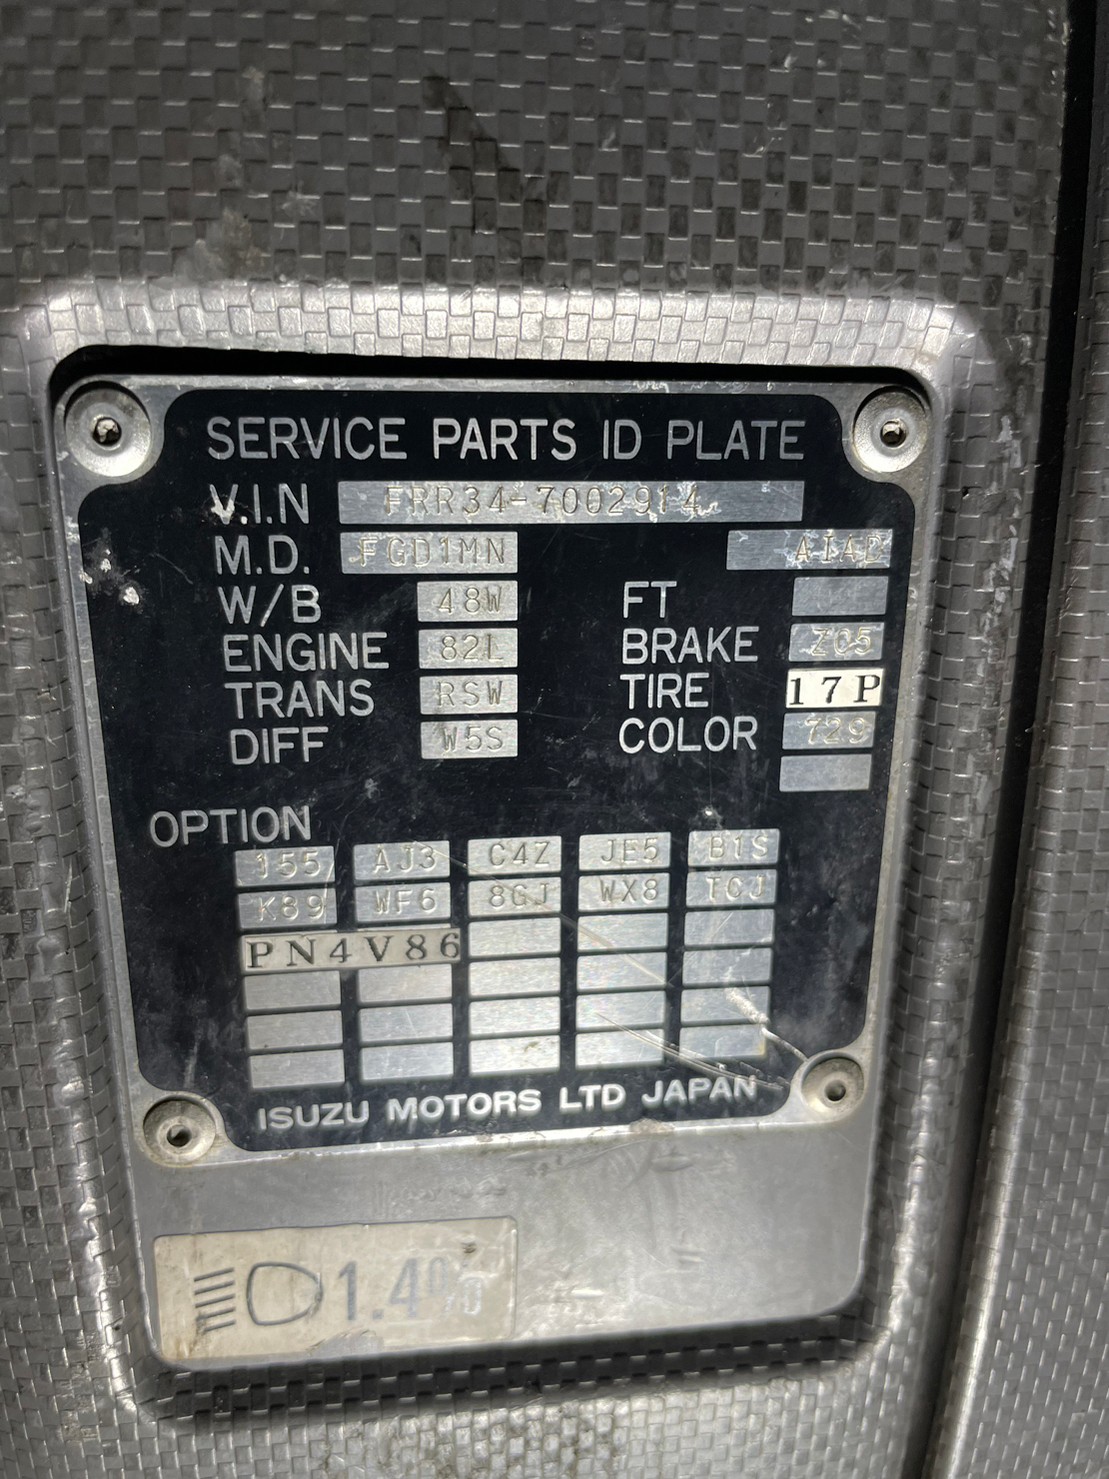 SERVICE PARTS ID PLATE
V.I.N FRR34-7002914
M.D. FGD1MN AIAB
W/B 48W FT
ENGINE 82L BRAKE ZC5
TRANS RSW TIRE 17P
DIFF W5S COLOR 729
OPTION
155 AJ3 C4Z JE5 B1S
K89 WF6 8GJ WX8 TCJ
PN4V86
ISUZU MOTORS LTD JAPAN
1.4%